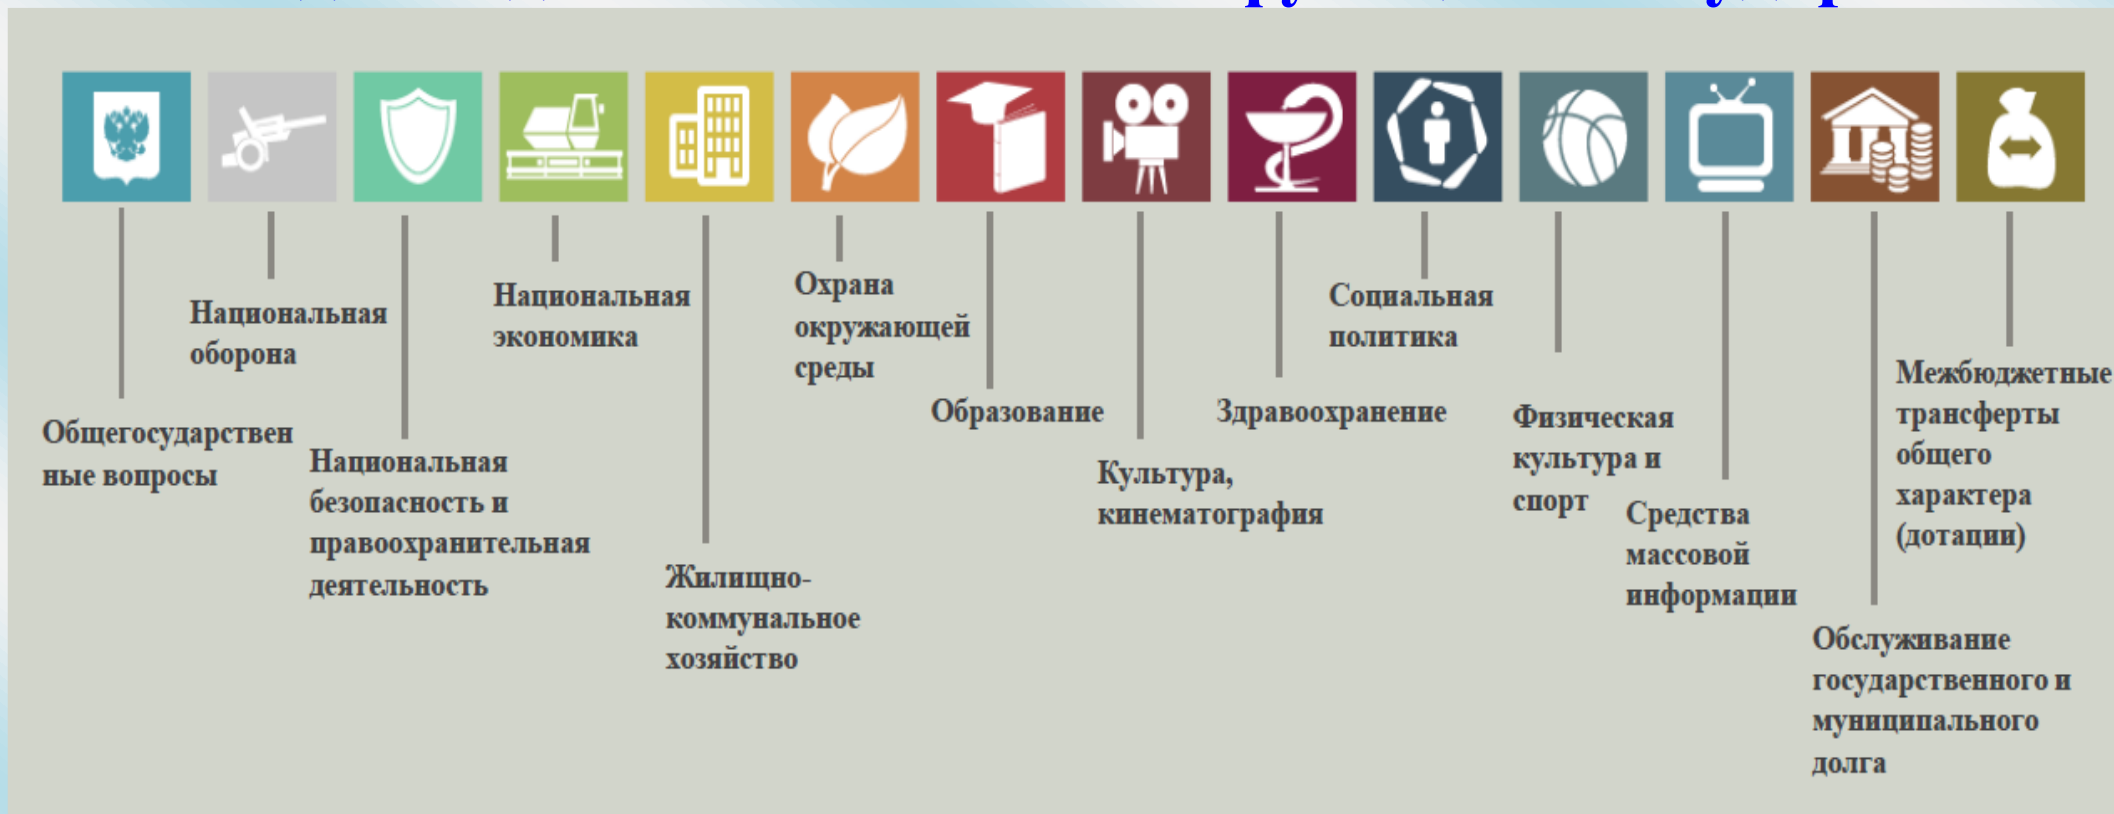 Общегосударствен
ные вопросы
Национальная
оборона
Национальная
безопасность и
правоохранительная
деятельность
Национальная
экономика
Жилищно-
коммунальное
хозяйство
Охрана
окружающей
среды
Образование
Культура,
кинематография
Здравоохранение
Социальная
политика
Физическая
культура и
спорт
Средства
массовой
информации
Обслуживание
государственного и
муниципального
долга
Межбюджетные
трансферты
общего
характера
(дотации)